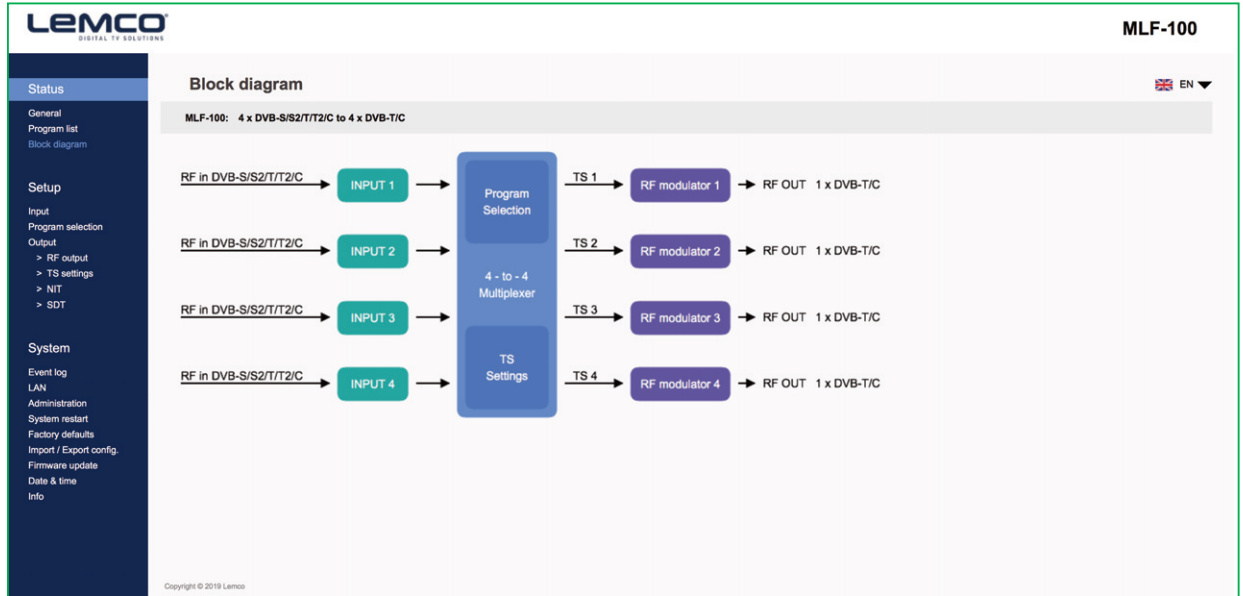 Lemco
DIGITAL TV SOLUTIONS
MLF-100
Status
General
Program list
Block diagram
Setup
Input
Program selection
Output
> RF output
> TS settings
> NIT
> SDT
System
Event log
LAN
Administration
System restart
Factory defaults
Import / Export config.
Firmware update
Date & time
Info
Block diagram
EN
MLF-100: 4 x DVB-S/S2/T/T2/C to 4 x DVB-T/C
RF in DVB-S/S2/T/T2/C
INPUT 1
RF in DVB-S/S2/T/T2/C
INPUT 2
RF in DVB-S/S2/T/T2/C
INPUT 3
RF in DVB-S/S2/T/T2/C
INPUT 4
Program
Selection
4 - to - 4
Multiplexer
TS
Settings
TS 1
RF modulator 1
RF OUT 1 x DVB-T/C
TS 2
RF modulator 2
RF OUT 1 x DVB-T/C
TS 3
RF modulator 3
RF OUT 1 x DVB-T/C
TS 4
RF modulator 4
RF OUT 1 x DVB-T/C
Copyright © 2019 Lemco